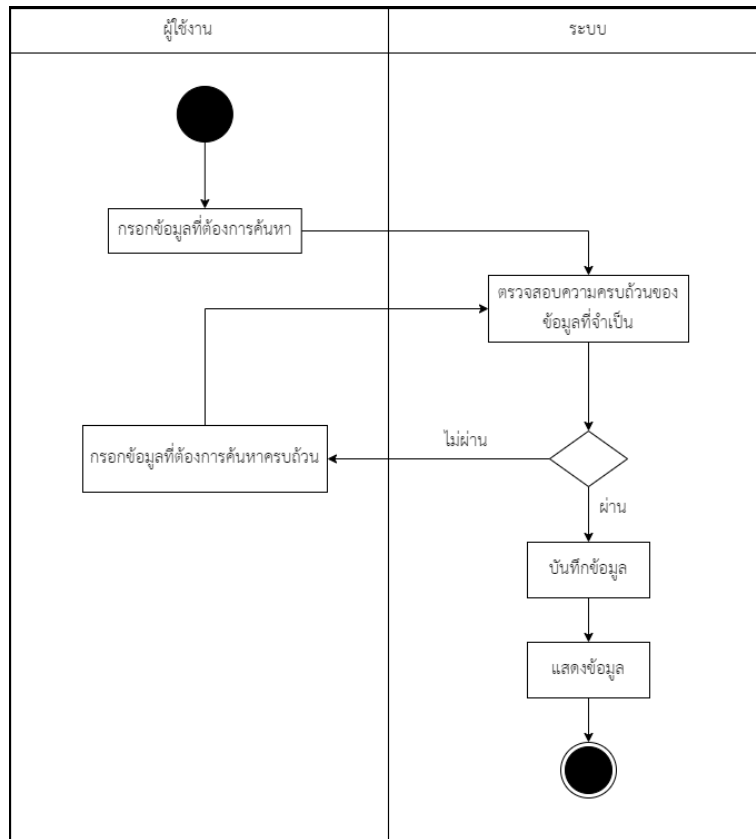 ผู้ใช้งาน
ระบบ
กรอกข้อมูลที่ต้องการค้นหา
ตรวจสอบความครบถ้วนของ
ข้อมูลที่จำเป็น
ไม่ผ่าน
กรอกข้อมูลที่ต้องการค้นหาครบถ้วน
ผ่าน
บันทึกข้อมูล
แสดงข้อมูล